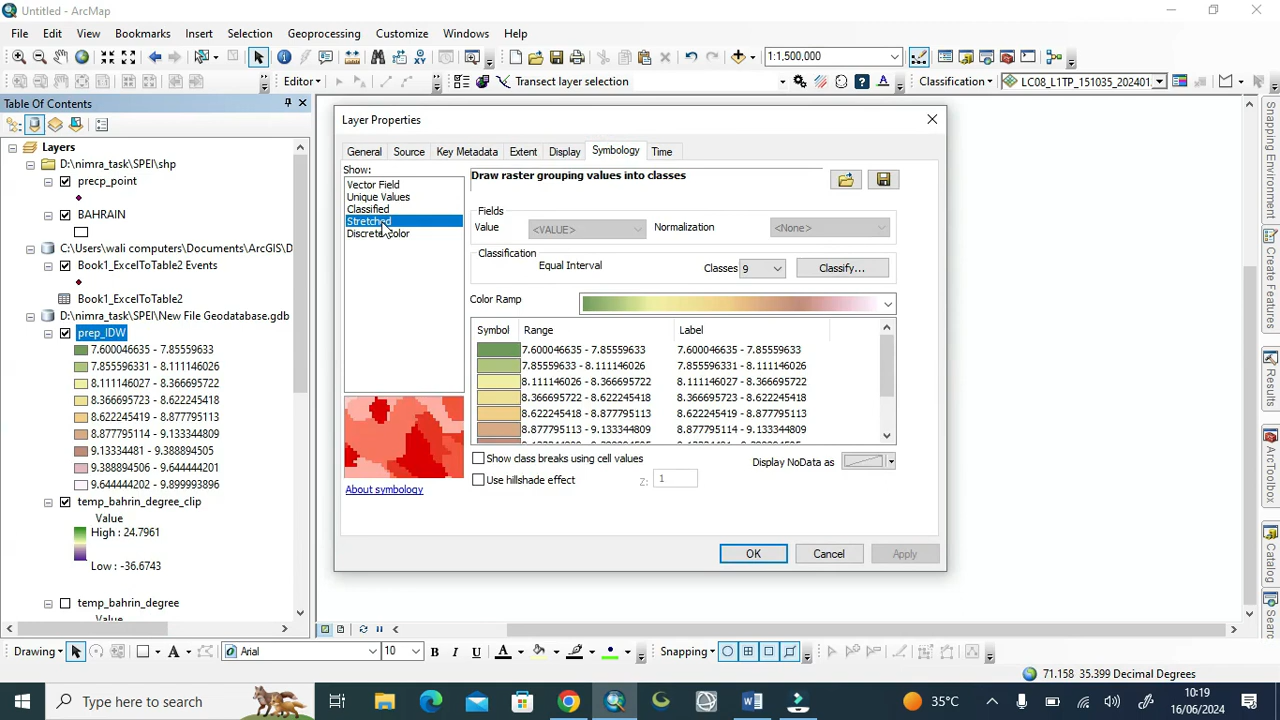 Untitled - ArcMap
File Edit View Bookmarks Insert Selection Geoprocessing Customize Windows Help
1:1,500,000
Editor Transect layer selection Classification LC08_L1TP_151035_202401
Table Of Contents
Layers
D:\nimra_task\SPEI\shp
precp_point
BAHRAIN
C:\Users\wali computers\Documents\ArcGIS\D
Book1_ExcelToTable2 Events
Book1_ExcelToTable2
D:\nimra_task\SPEI\New File Geodatabase.gdb
prep_IDW
7.600046635 - 7.85559633
7.855596331 - 8.111146026
8.111146027 - 8.366695722
8.366695723 - 8.622245418
8.622245419 - 8.877795113
8.877795114 - 9.133344809
9.13334481 - 9.388894505
9.388894506 - 9.644444201
9.644444202 - 9.899993896
temp_bahrin_degree_clip
Value
High : 24.7961
Low : -36.6743
temp_bahrin_degree
Value
Layer Properties
General Source Key Metadata Extent Display Symbology Time
Show:
Vector Field
Unique Values
Classified
Stretched
Discrete Color
About symbology
Draw raster grouping values into classes
Fields
Value <VALUE> Normalization <None>
Classification
Equal Interval Classes 9 Classify...
Color Ramp
Symbol Range Label
7.600046635 - 7.85559633 7.600046635 - 7.85559633
7.85559633 - 8.111146026 7.855596331 - 8.111146026
8.111146026 - 8.366695722 8.111146027 - 8.366695722
8.366695722 - 8.622245418 8.366695723 - 8.622245418
8.622245418 - 8.877795113 8.622245419 - 8.877795113
8.877795113 - 9.133344809 8.877795114 - 9.133344809
Show class breaks using cell values
Display NoData as
Use hillshade effect Z: 1
OK Cancel Apply
Snapping Environment
Create Features
Results
ArcToolbox
Catalog
Drawing Arial 10 B I U A Snapping
71.158 35.399 Decimal Degrees
Type here to search
35°C
10:19
16/06/2024